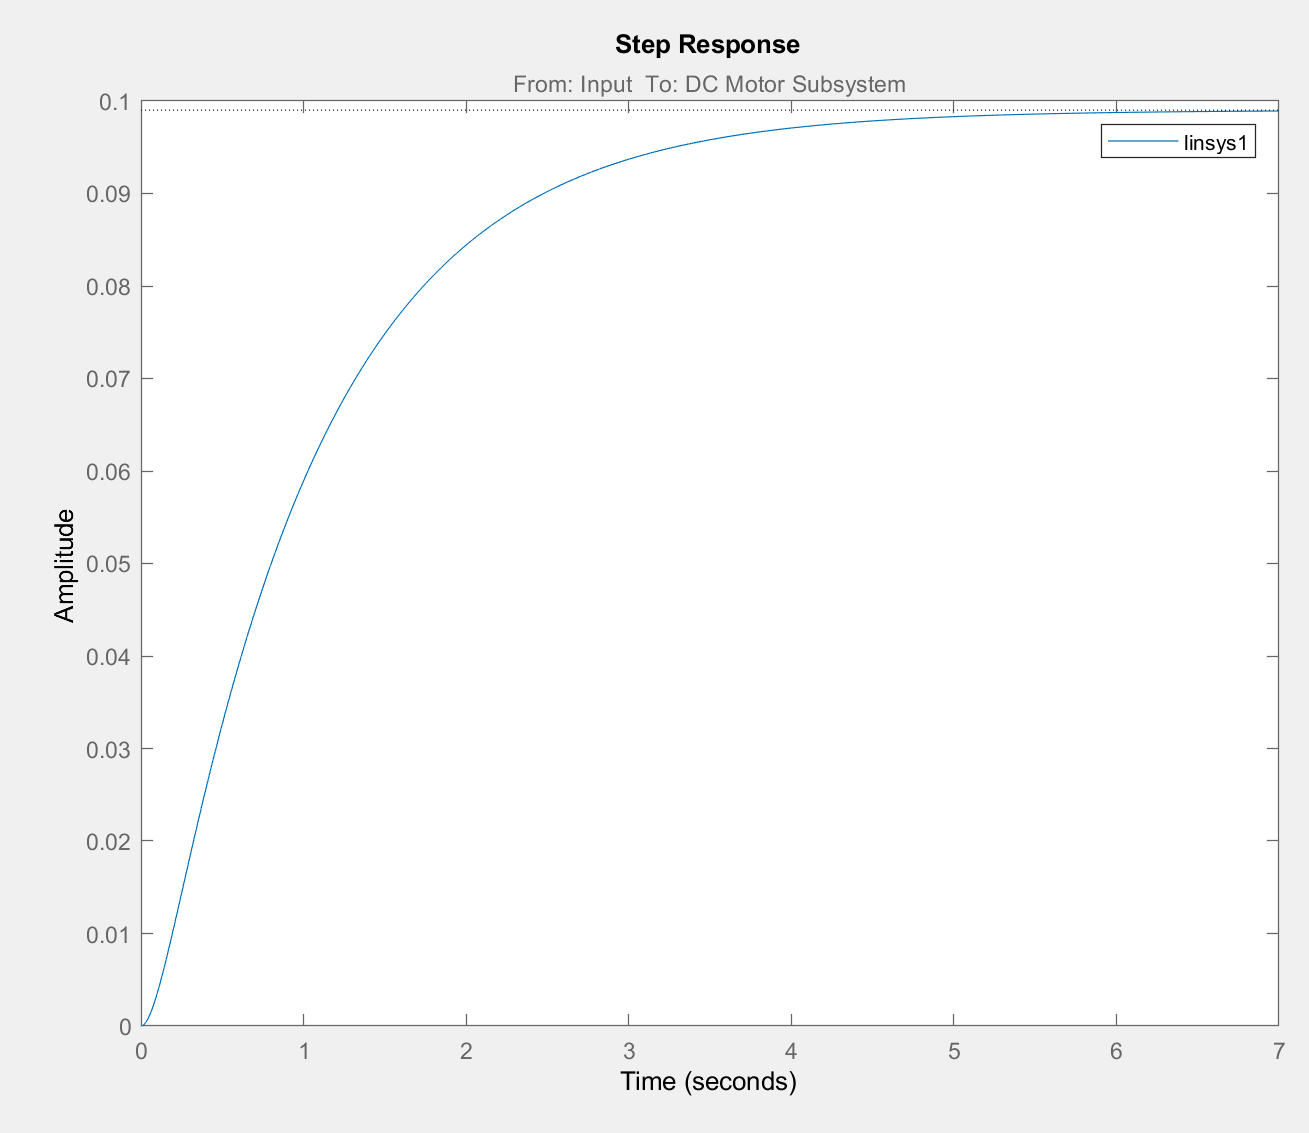 Step Response
From: Input  To: DC Motor Subsystem
0.1
linsys1
0.09
0.08
0.07
0.06
0.05
0.04
0.03
0.02
0.01
0
Amplitude
0 1 2 3 4 5 6 7
Time (seconds)